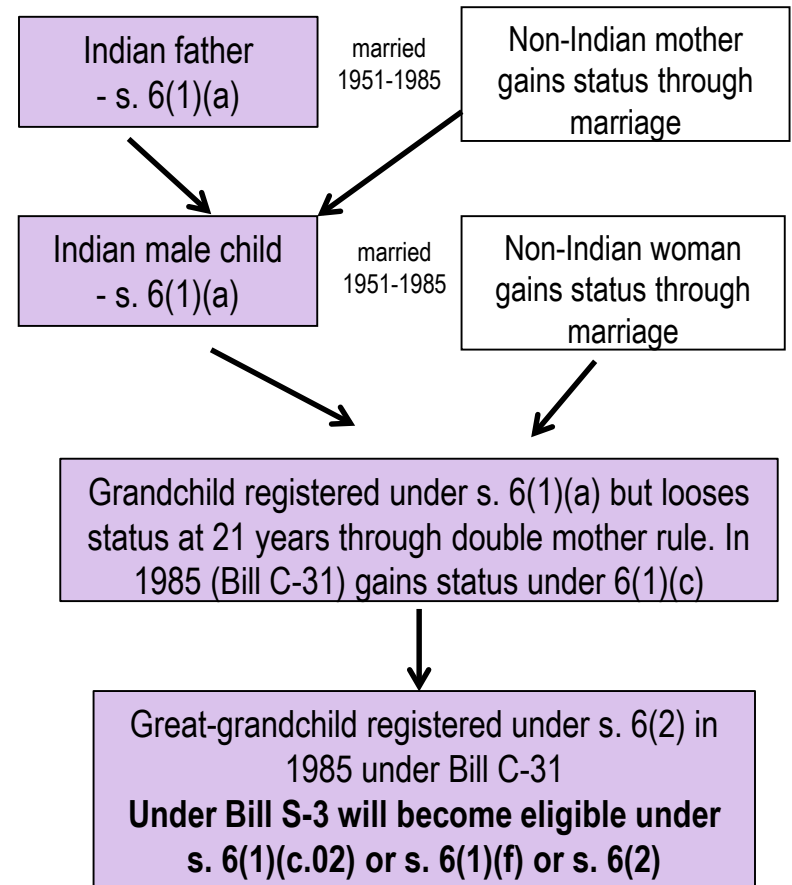 Indian father
- s. 6(1)(a)
married
1951-1985
Non-Indian mother
gains status through
marriage
Indian male child
- s. 6(1)(a)
married
1951-1985
Non-Indian woman
gains status through
marriage
Grandchild registered under s. 6(1)(a) but looses
status at 21 years through double mother rule. In
1985 (Bill C-31) gains status under 6(1)(c)
Great-grandchild registered under s. 6(2) in
1985 under Bill C-31
Under Bill S-3 will become eligible under
s. 6(1)(c.02) or s. 6(1)(f) or s. 6(2)